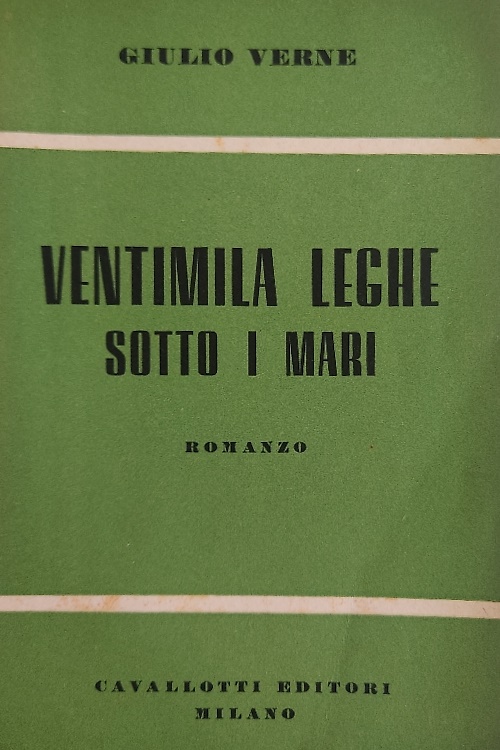 GIULIO VERNE
VENTIMILA LEGHE
SOTTO I MARI
ROMANZO
CAVALLOTTI EDITORI
MILANO